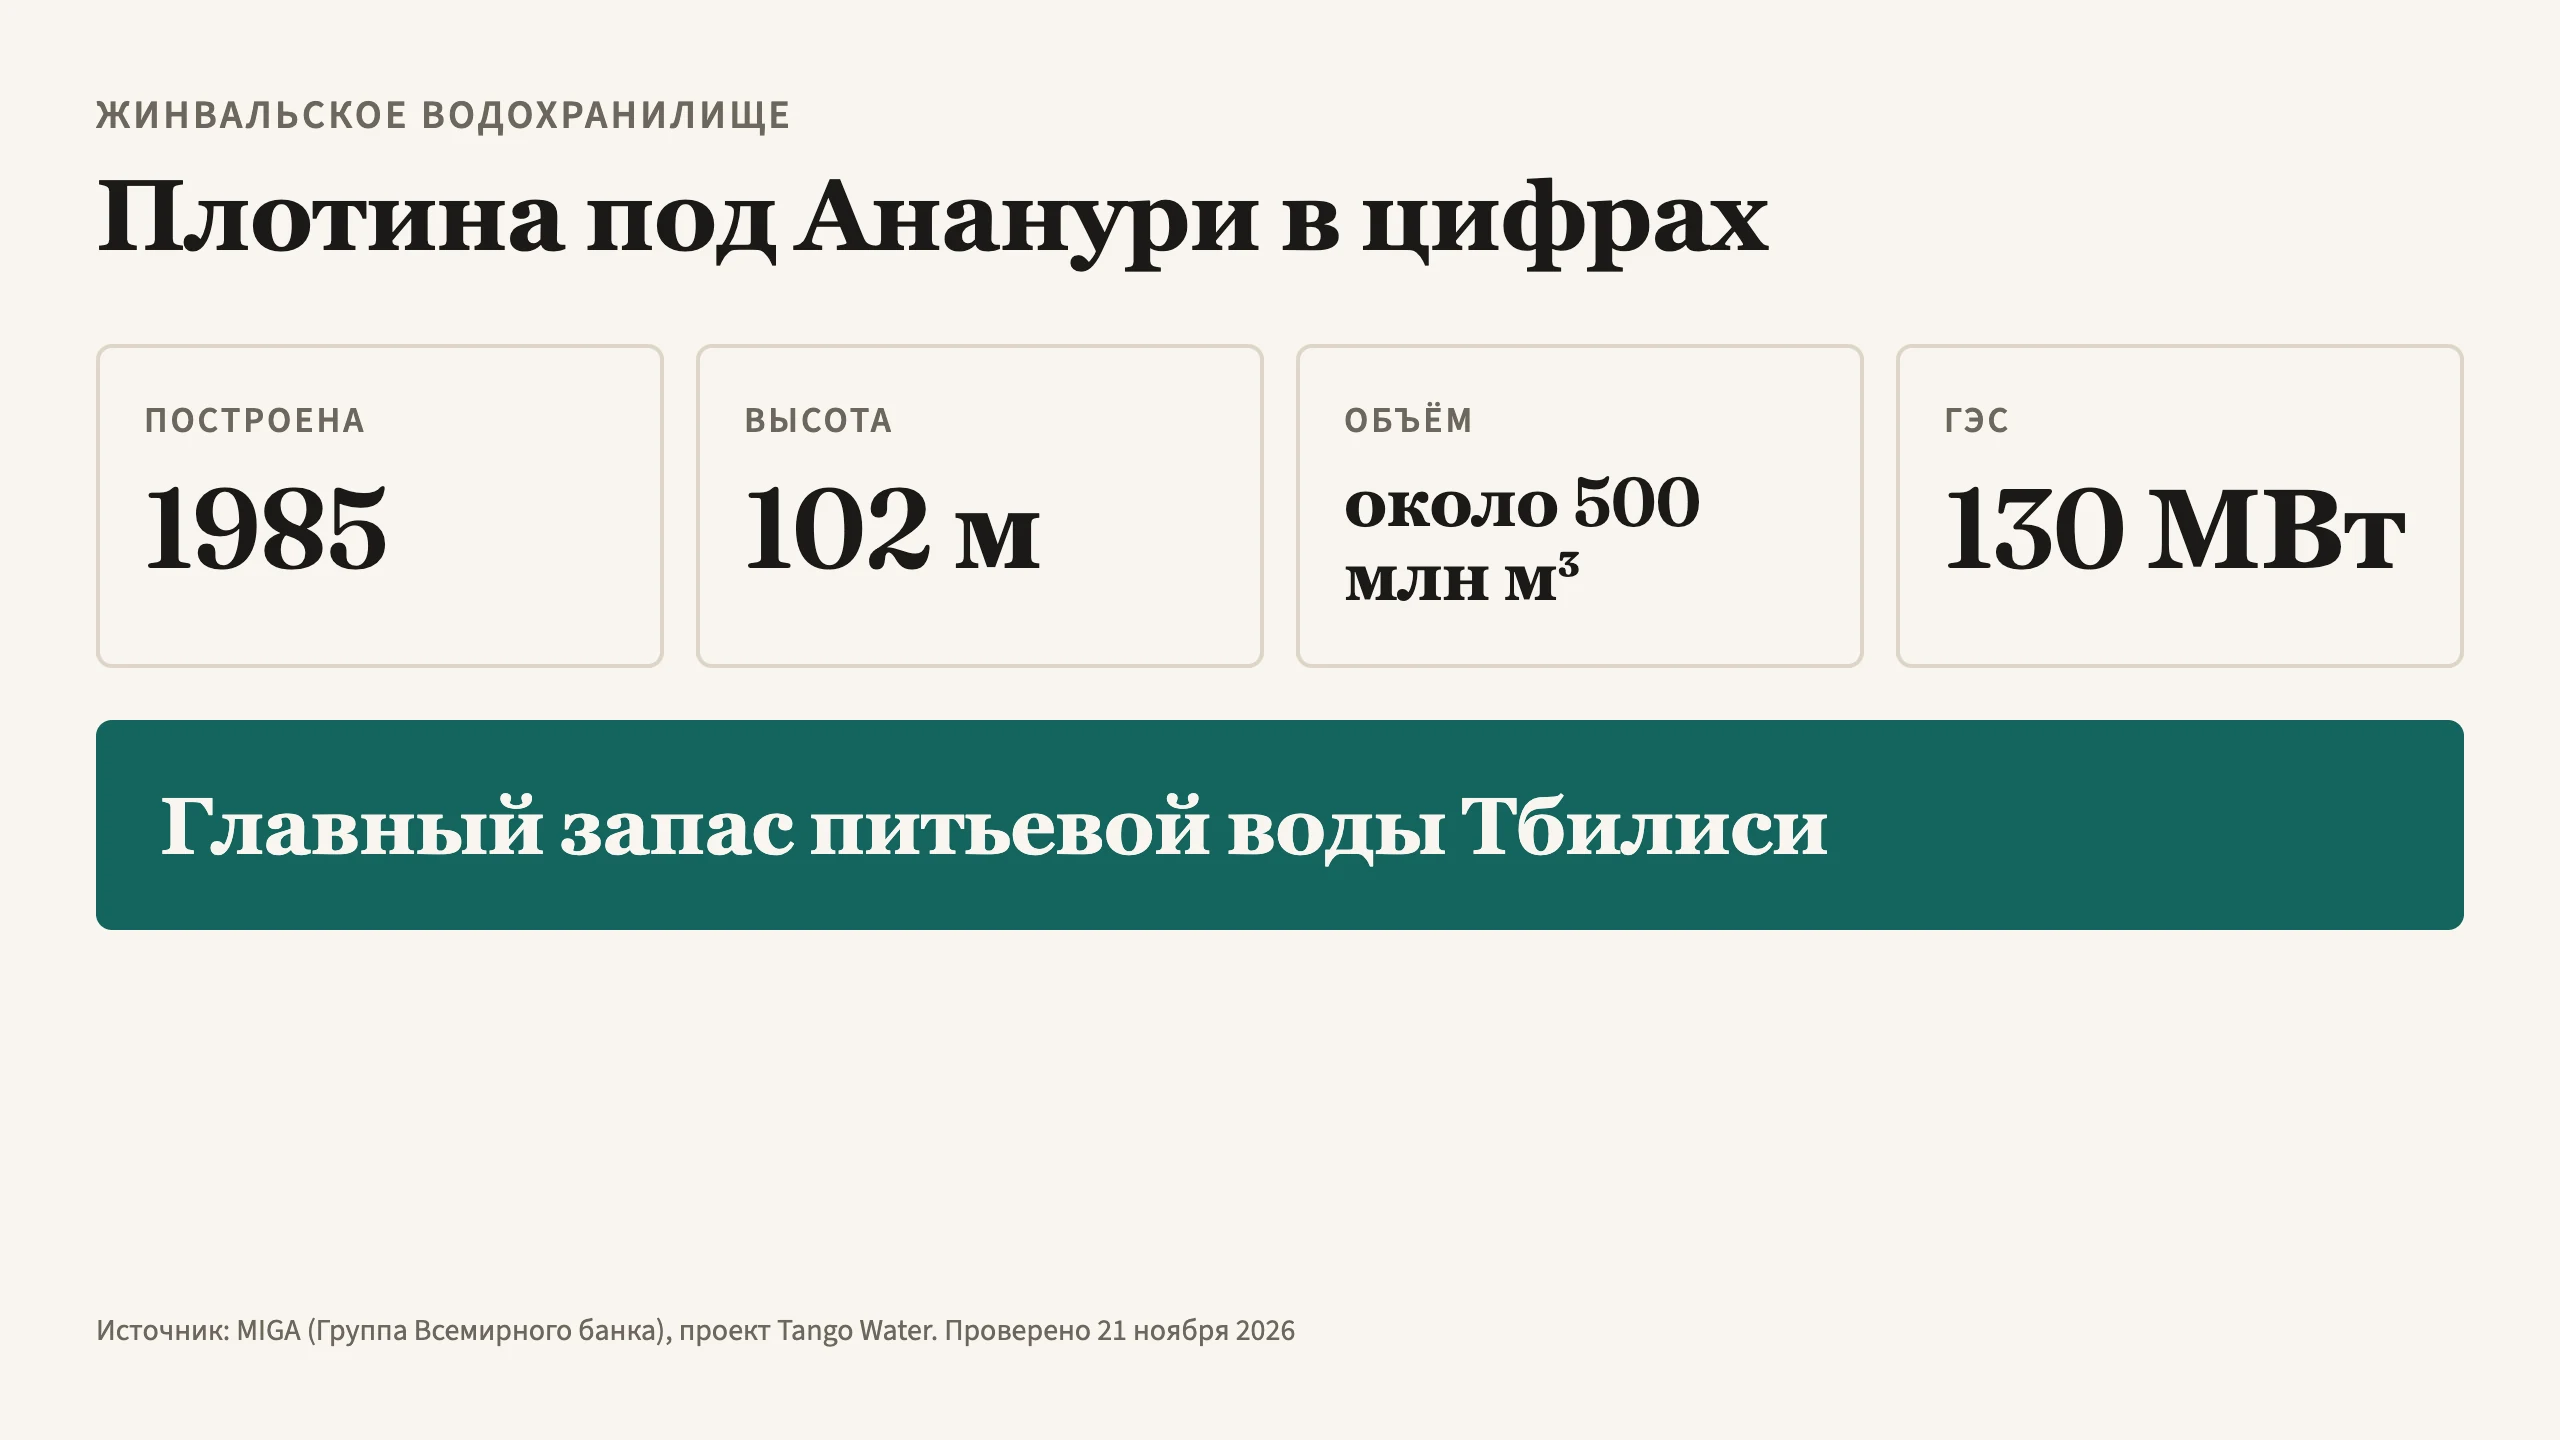 ЖИНВАЛЬСКОЕ ВОДОХРАНИЛИЩЕ
Плотина под Ананури в цифрах
ПОСТРОЕНА
1985
ВЫСОТА
102 м
ОБЪЁМ
около 500
млн м³
ГЭС
130 МВт
Главный запас питьевой воды Тбилиси
Источник: MIGA (Группа Всемирного банка), проект Tango Water. Проверено 21 ноября 2026